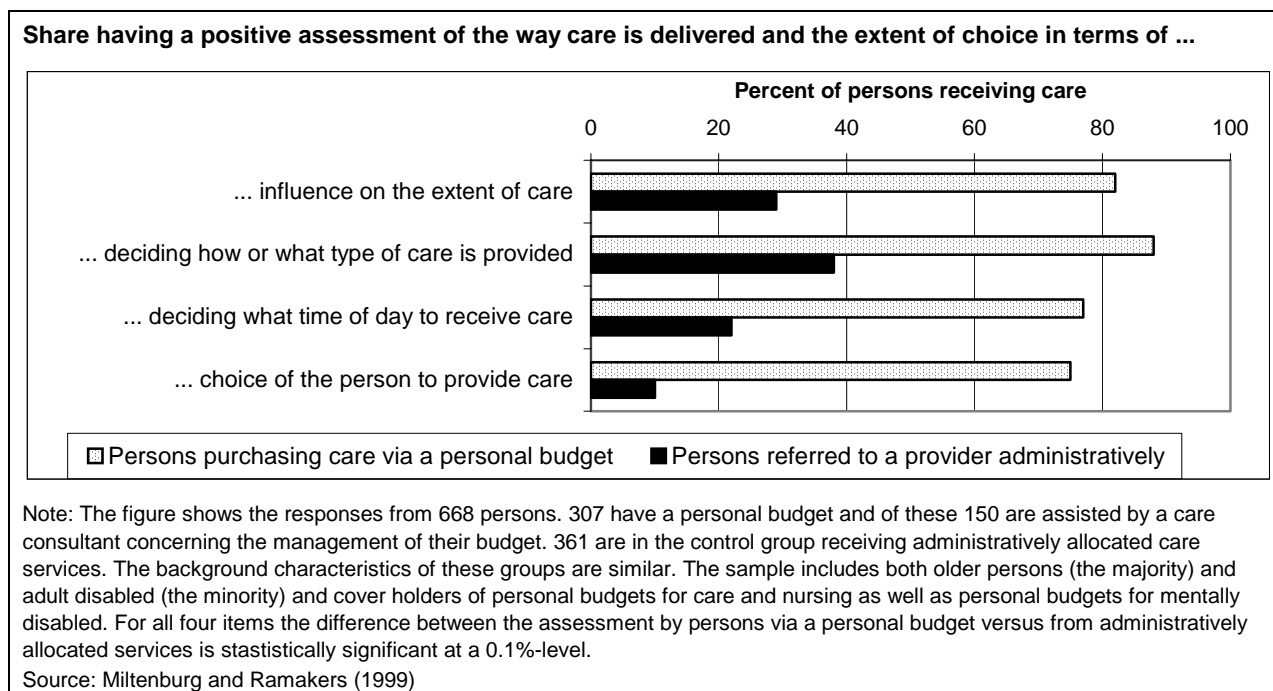 Share having a positive assessment of the way care is delivered and the extent of choice in terms of ...
Percent of persons receiving care
0 20 40 60 80 100
... influence on the extent of care
... deciding how or what type of care is provided
... deciding what time of day to receive care
... choice of the person to provide care
Persons purchasing care via a personal budget Persons referred to a provider administratively
Note: The figure shows the responses from 668 persons. 307 have a personal budget and of these 150 are assisted by a care
consultant concerning the management of their budget. 361 are in the control group receiving administratively allocated care
services. The background characteristics of these groups are similar. The sample includes both older persons (the majority) and
adult disabled (the minority) and cover holders of personal budgets for care and nursing as well as personal budgets for mentally
disabled. For all four items the difference between the assessment by persons via a personal budget versus from administratively
allocated services is stastistically significant at a 0.1%-level.
Source: Miltenburg and Ramakers (1999)